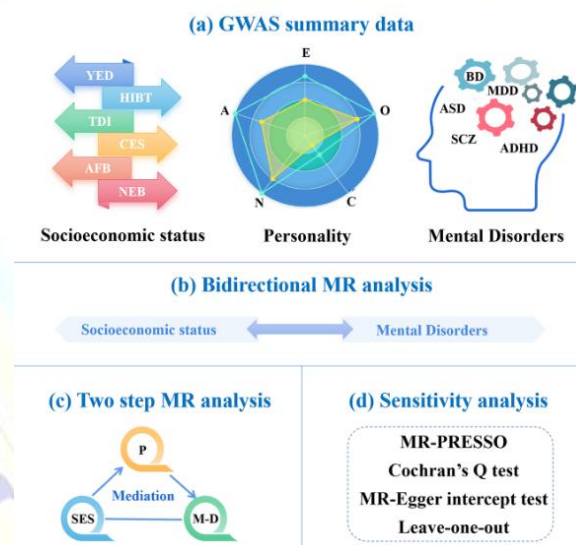 (a) GWAS summary data
YED
HIBT
TDI
CES
AFB
NEB
Socioeconomic status
E
A
O
N
C
Personality
BD
MDD
ASD
SCZ
ADHD
Mental Disorders
(b) Bidirectional MR analysis
Socioeconomic status Mental Disorders
(c) Two step MR analysis
P
Mediation
SES M-D
(d) Sensitivity analysis
MR-PRESSO
Cochran's Q test
MR-Egger intercept test
Leave-one-out